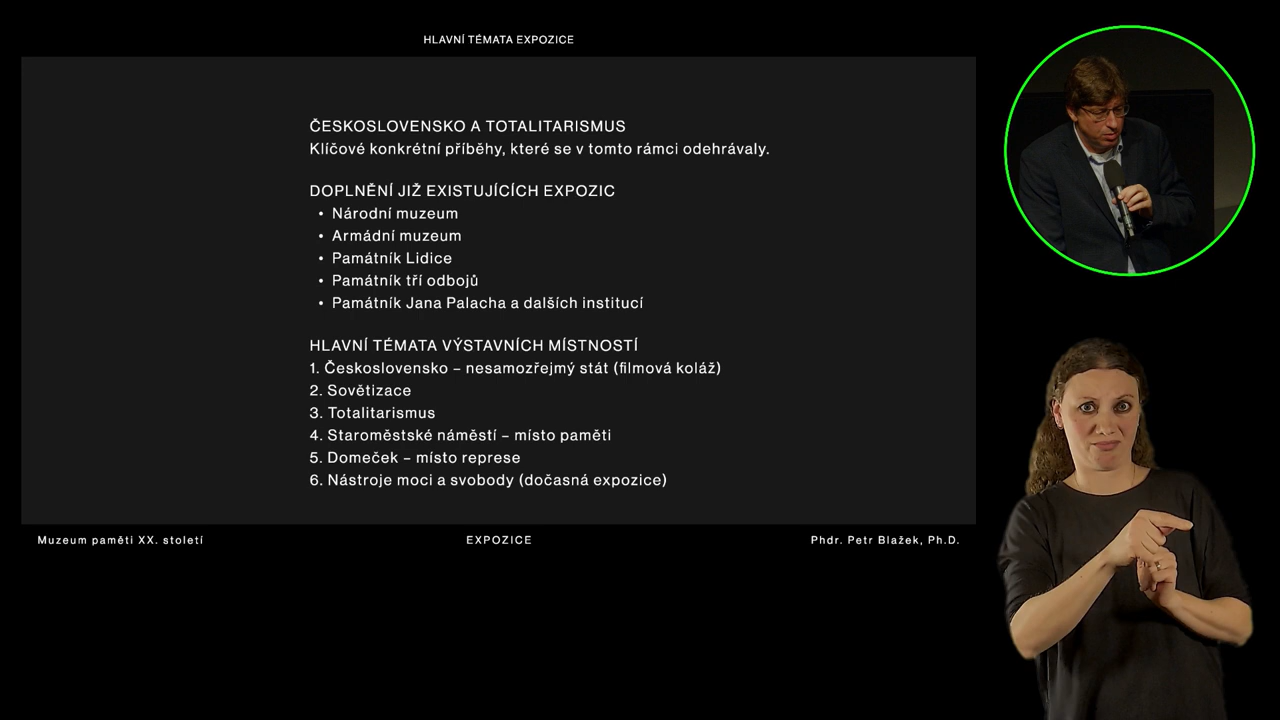 HLAVNÍ TÉMATA EXPOZICE
ČESKOSLOVENSKO A TOTALITARISMUS
Klíčové konkrétní příběhy, které se v tomto rámci odehrávaly.
DOPLNĚNÍ JIŽ EXISTUJÍCÍCH EXPOZIC
• Národní muzeum
• Armádní muzeum
• Památník Lidice
• Památník tří odbojů
• Památník Jana Palacha a dalších institucí
HLAVNÍ TÉMATA VÝSTAVNÍCH MÍSTNOSTÍ
1. Československo – nesamozřejmý stát (filmová koláž)
2. Sovětizace
3. Totalitarismus
4. Staroměstské náměstí – místo paměti
5. Domeček – místo represe
6. Nástroje moci a svobody (dočasná expozice)
Muzeum paměti XX. století
EXPOZICE
Phdr. Petr Blažek, Ph.D.